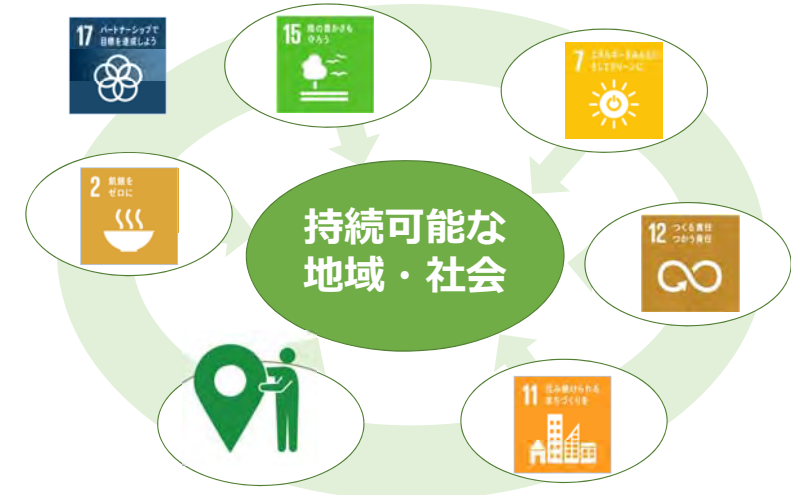 17 パートナーシップで
目標を達成しよう
15 陸の豊かさも
守ろう
7 エネルギーをみんなに
そしてクリーンに
2 飢餓を
ゼロに
持続可能な
地域・社会
12 つくる責任
つかう責任
11 住み続けられる
まちづくりを